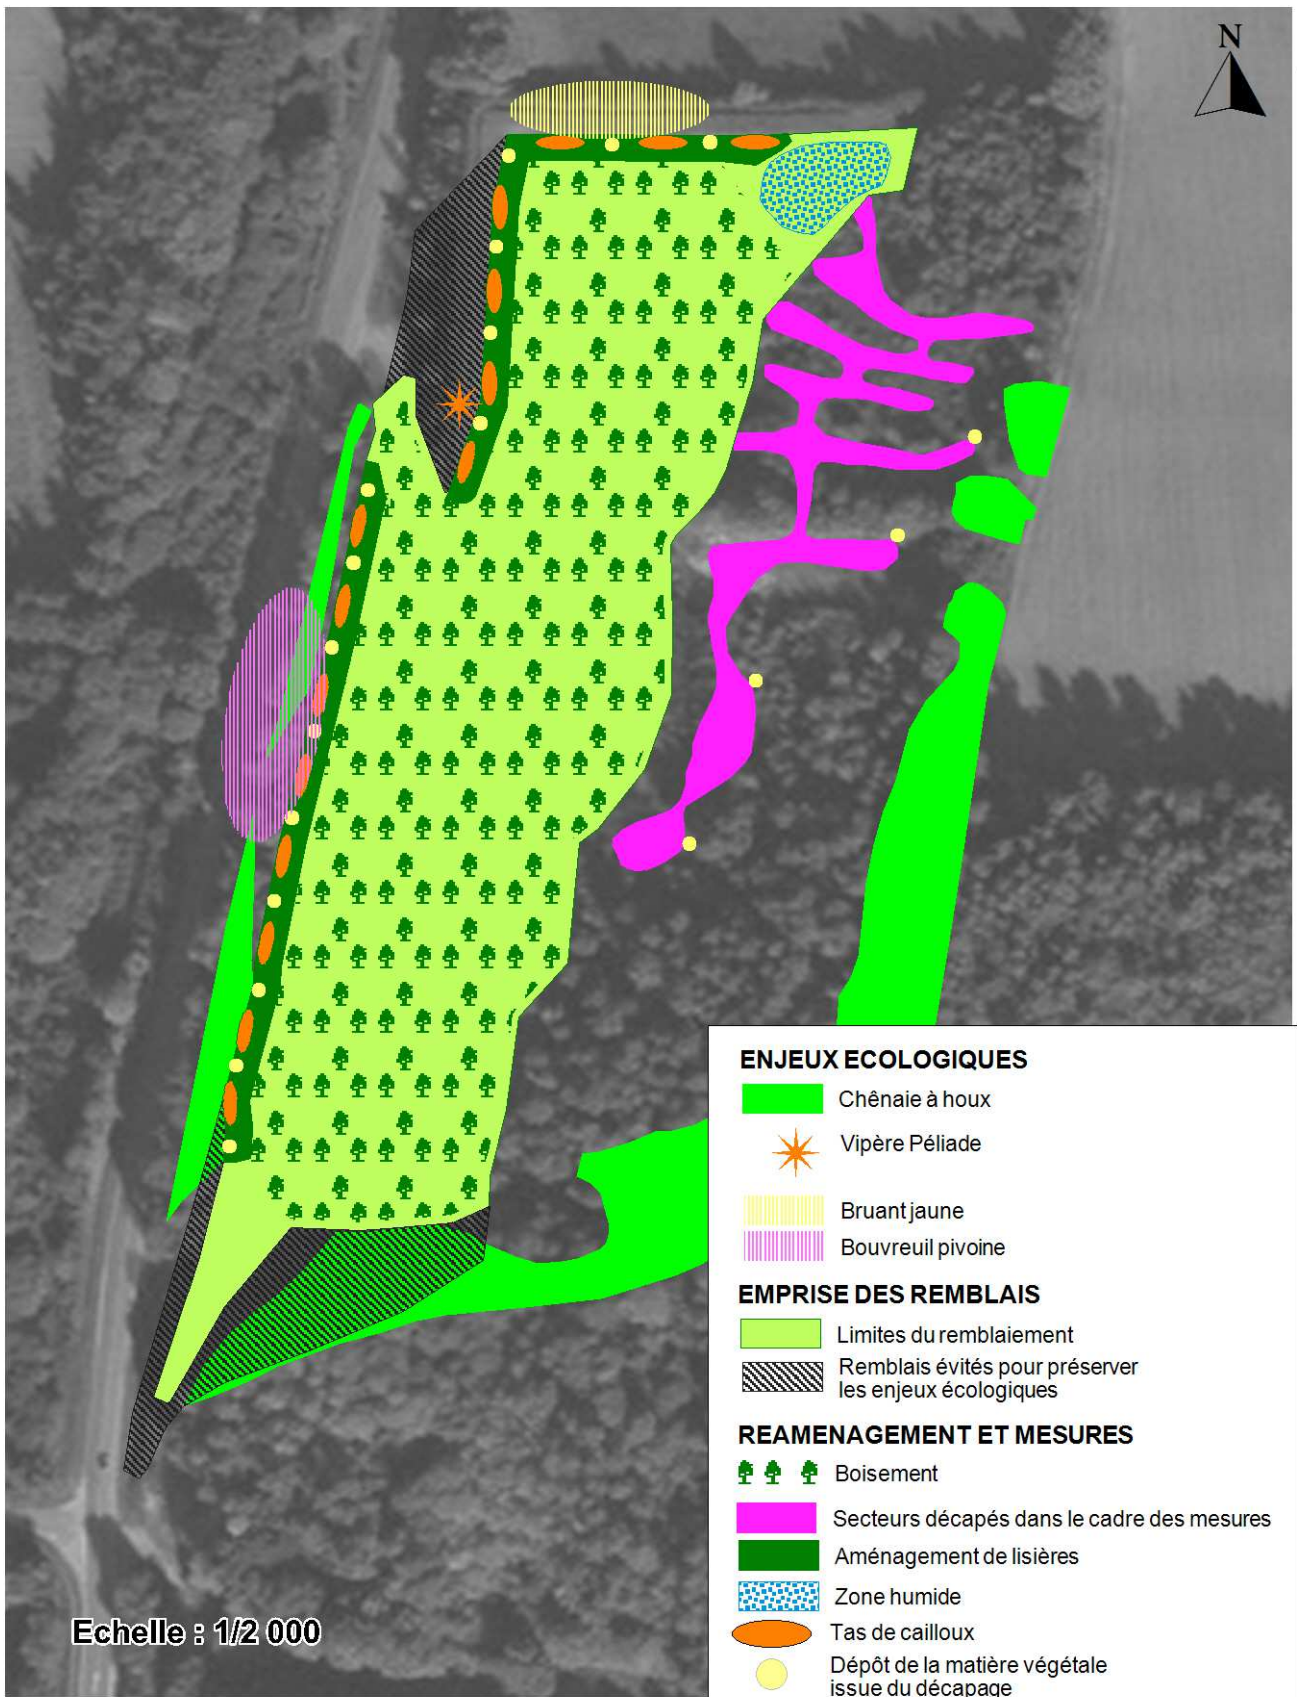 N
ENJEUX ECOLOGIQUES
Chênaie à houx
Vipère Péliade
Bruant jaune
Bouvreuil pivoine
EMPRISE DES REMBLAIS
Limites du remblaiement
Remblais évités pour préserver
les enjeux écologiques
REAMENAGEMENT ET MESURES
Boisement
Secteurs décapés dans le cadre des mesures
Aménagement de lisières
Zone humide
Tas de cailloux
Dépôt de la matière végétale
issue du décapage
Echelle : 1/2 000